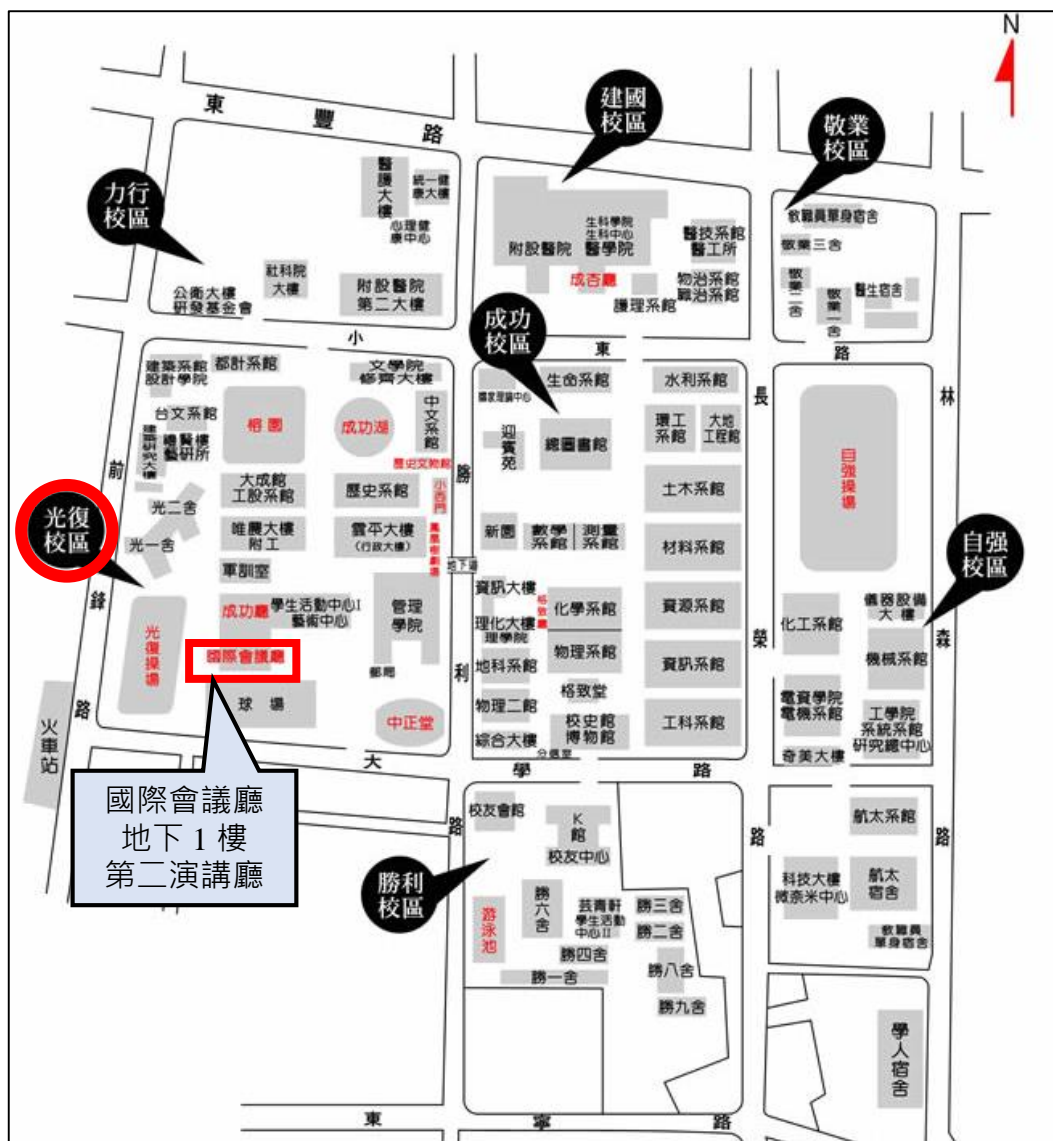 N
東豐路
建國
校區
敬業
校區
力行
校區
醫護大樓
統一健
康大樓
心理健
康中心
社科院
大樓
公衛大樓
研發基金會
附設醫院
第二大樓
生科學院
生科中心
附設醫院
醫學院
醫技系館
醫工所
成杏廳
物治系館
職治系館
護理系館
教職員單身宿舍
敬業三舍
敬業二舍
敬業一舍
醫生宿舍
小東路
成功
校區
建築系館
設計學院
都計系館
文學院
修齊大樓
台文系館
榕園
成功湖
中文系館
建築研究大樓
藝研所
歷史文物館
小西門
大成館
工設系館
歷史系館
光二舍
唯農大樓
附工
雲平大樓
(行政大樓)
鳳凰樹劇場
光復
校區
光一舍
軍訓室
成功廳
學生活動中心I
藝術中心
管理
學院
光復操場
國際會議廳
郵局
球場
中正堂
前鋒路
火車站
國際會議廳
地下 1 樓
第二演講廳
勝利路
地下道
國家理論中心
生命系館
水利系館
迎賓苑
總圖書館
環工
系館
大地
工程館
土木系館
新園
數學
系館
測量
系館
材料系館
資訊大樓
格致廳
化學系館
資源系館
理化大樓
理學院
地科系館
物理系館
資訊系館
物理二館
格致堂
綜合大樓
校史館
博物館
工科系館
長榮路
林森路
自強操場
自強
校區
儀器設備
大樓
化工系館
機械系館
電資學院
電機系館
工學院
系統系館
研究總中心
奇美大樓
大學路
校友會館
K
館
校友中心
勝利
校區
游泳池
勝六舍
芸青軒
學生活動
中心II
勝三舍
勝二舍
勝四舍
勝一舍
勝八舍
勝九舍
航太系館
科技大樓
微奈米中心
航太
宿舍
教職員
單身宿舍
學人宿舍
東寧路